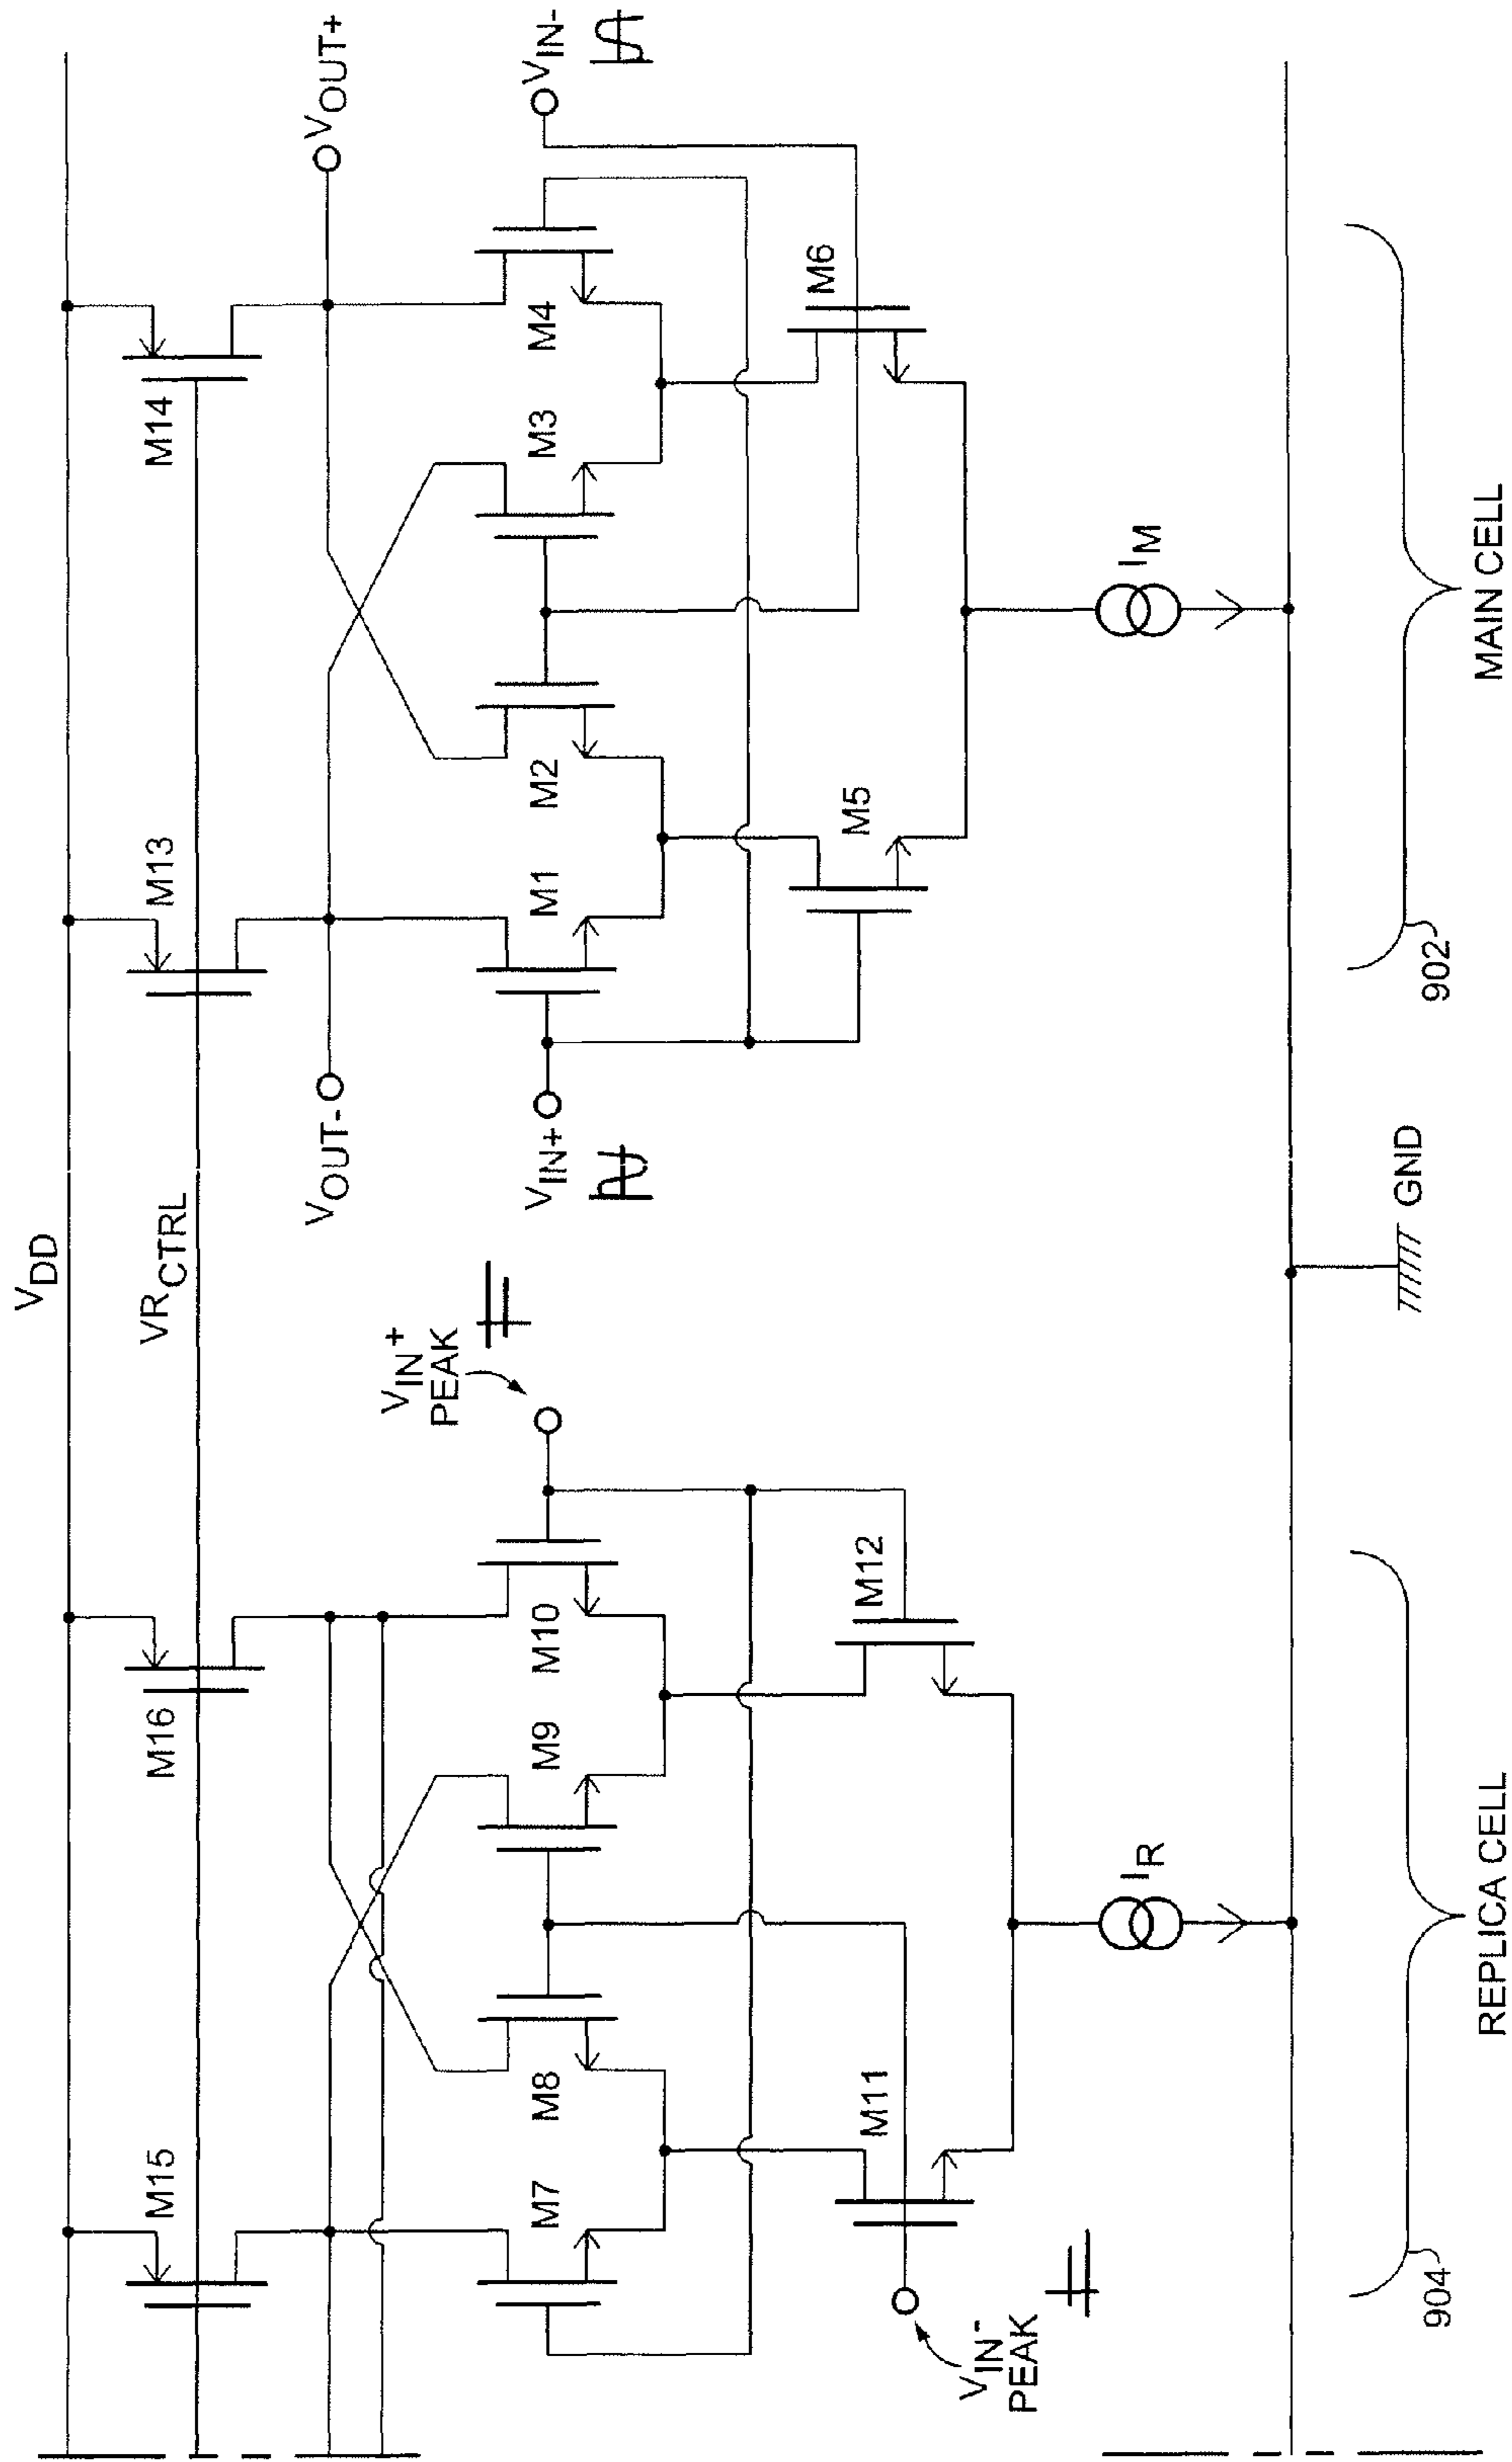 VDD
VRCTRL
M15
M16
M13
M14
VOUT-
VOUT+
VIN+
PEAK
VIN+
VIN-
M7
M8
M9
M10
M1
M2
M3
M4
M11
M12
M5
M6
VIN-
PEAK
IR
IM
GND
904
REPLICA CELL
902
MAIN CELL